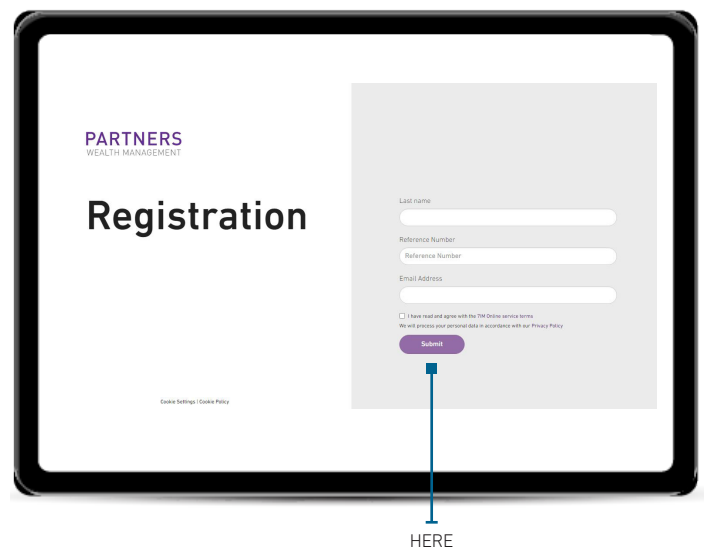 PARTNERS
WEALTH MANAGEMENT
Registration
Last name
Reference Number
Reference Number
Email Address
I have read and agree with the TIM Online service terms
We will process your personal data in accordance with our Privacy Policy
Submit
Cookie Settings | Cookie Policy
HERE